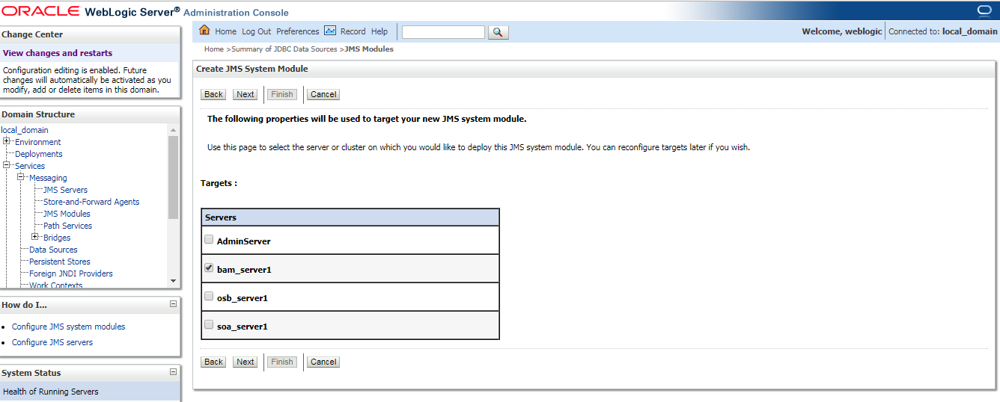 ORACLE WebLogic Server® Administration Console
Change Center
View changes and restarts
Configuration editing is enabled. Future
changes will automatically be activated as you
modify, add or delete items in this domain.
Domain Structure
local_domain
Environment
Deployments
Services
Messaging
JMS Servers
Store-and-Forward Agents
JMS Modules
Path Services
Bridges
Data Sources
Persistent Stores
Foreign JNDI Providers
Work Contexts
How do I...
Configure JMS system modules
Configure JMS servers
System Status
Health of Running Servers
Home Log Out Preferences Record Help
Welcome, weblogic Connected to: local_domain
Home >Summary of JDBC Data Sources >JMS Modules
Create JMS System Module
Back Next Finish Cancel
The following properties will be used to target your new JMS system module.
Use this page to select the server or cluster on which you would like to deploy this JMS system module. You can reconfigure targets later if you wish.
Targets :
Servers
AdminServer
bam_server1
osb_server1
soa_server1
Back Next Finish Cancel